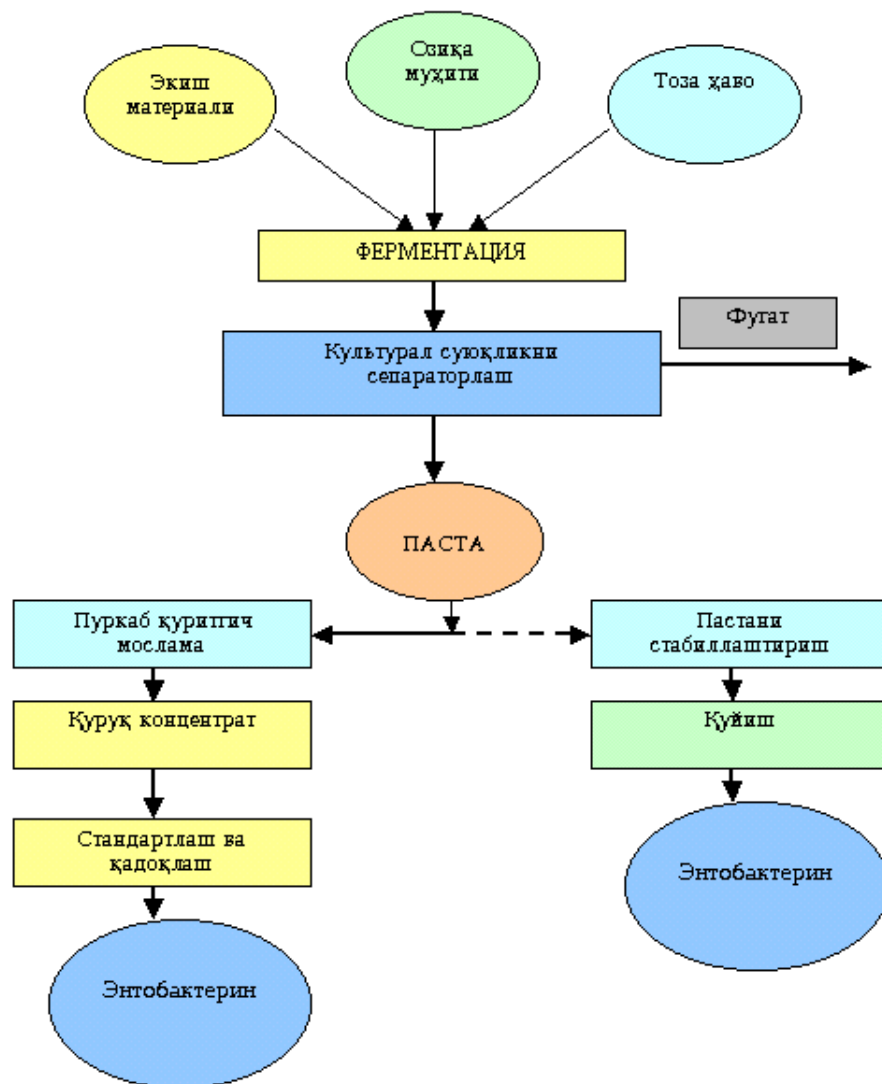 Экиш
материали
Озиқа
муҳити
Тоза ҳаво
ФЕРМЕНТАЦИЯ
Фугат
Культурал суюқликни
сепараторлаш
ПАСТА
Пуркаб қуритгич
мослама
Пастани
стабиллаштириш
Қуруқ концентрат
Қуйиш
Стандартлаш ва
қадоқлаш
Энтобактерин
Энтобактерин